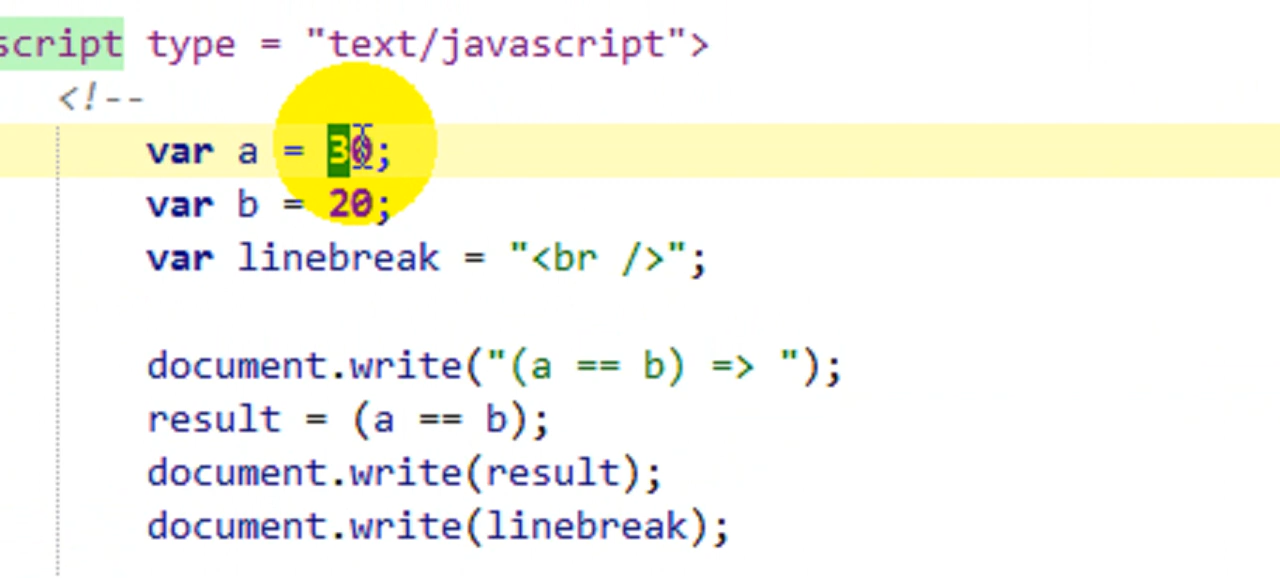 script type = "text/javascript">
<!--
var a = 30;
var b = 20;
var linebreak = "<br />";
document.write("(a == b) => ");
result = (a == b);
document.write(result);
document.write(linebreak);